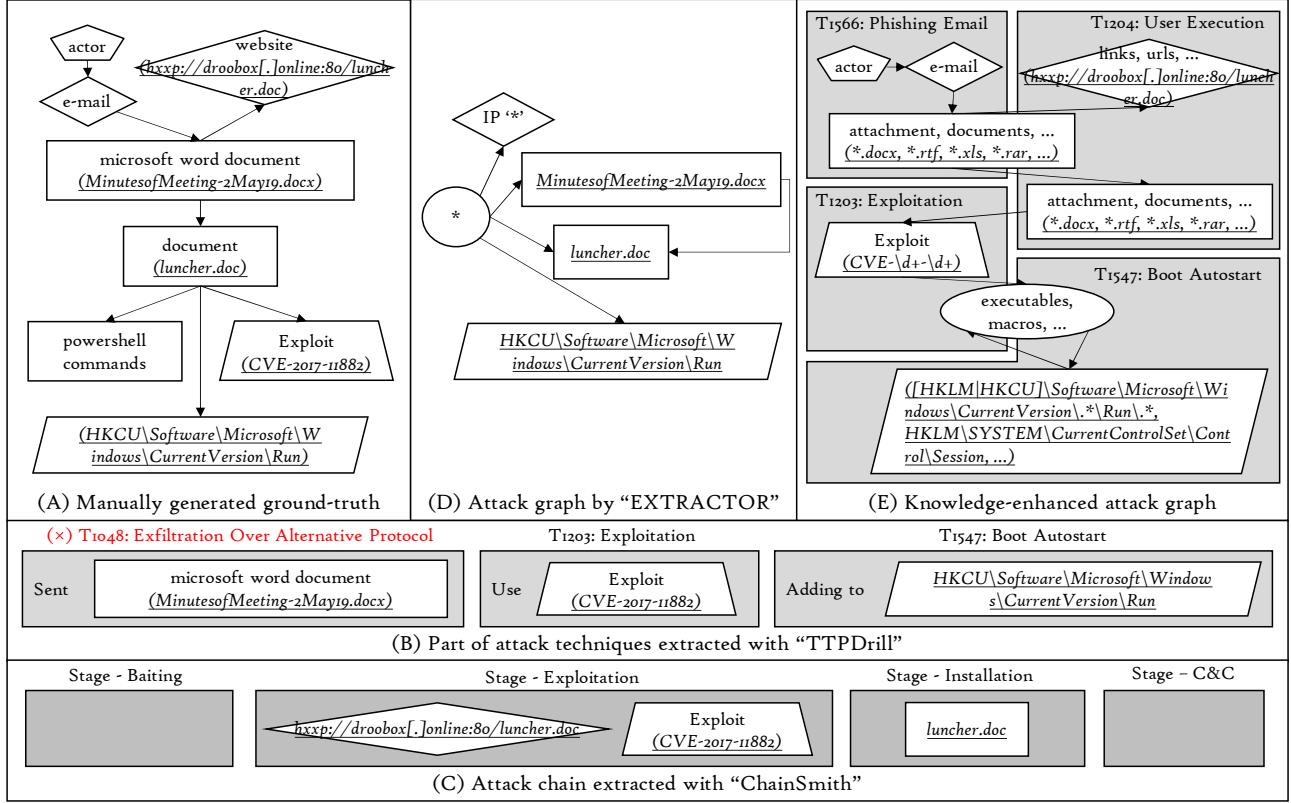 actor
e-mail
website
(hxxp://droobox[.]online:80/lunch
er.doc)
microsoft word document
(MinutesofMeeting-2May19.docx)
document
(luncher.doc)
powershell
commands
Exploit
(CVE-2017-11882)
(HKCU\Software\Microsoft\W
indows\CurrentVersion\Run)
(A) Manually generated ground-truth
IP ‘*’
*
MinutesofMeeting-2May19.docx
luncher.doc
HKCU\Software\Microsoft\W
indows\CurrentVersion\Run
(D) Attack graph by “EXTRACTOR”
T1566: Phishing Email
actor
e-mail
attachment, documents, ...
(*.docx, *.rtf, *.xls, *.rar, ...)
T1204: User Execution
links, urls, ...
(hxxp://droobox[.]online:80/lunch
er.doc)
attachment, documents, ...
(*.docx, *.rtf, *.xls, *.rar, ...)
T1203: Exploitation
Exploit
(CVE-\d+-\d+)
T1547: Boot Autostart
executables,
macros, ...
([HKLM|HKCU]\Software\Microsoft\Wi
ndows\CurrentVersion\.*\Run\.*,
HKLM\SYSTEM\CurrentControlSet\Cont
rol\Session, ...)
(E) Knowledge-enhanced attack graph
(×) T1048: Exfiltration Over Alternative Protocol
Sent
microsoft word document
(MinutesofMeeting-2May19.docx)
T1203: Exploitation
Use
Exploit
(CVE-2017-11882)
T1547: Boot Autostart
Adding to
HKCU\Software\Microsoft\Window
s\CurrentVersion\Run
(B) Part of attack techniques extracted with “TTPDrill”
Stage - Baiting
Stage - Exploitation
hxxp://droobox[.]online:80/luncher.doc
Exploit
(CVE-2017-11882)
Stage - Installation
luncher.doc
Stage – C&C
(C) Attack chain extracted with “ChainSmith”